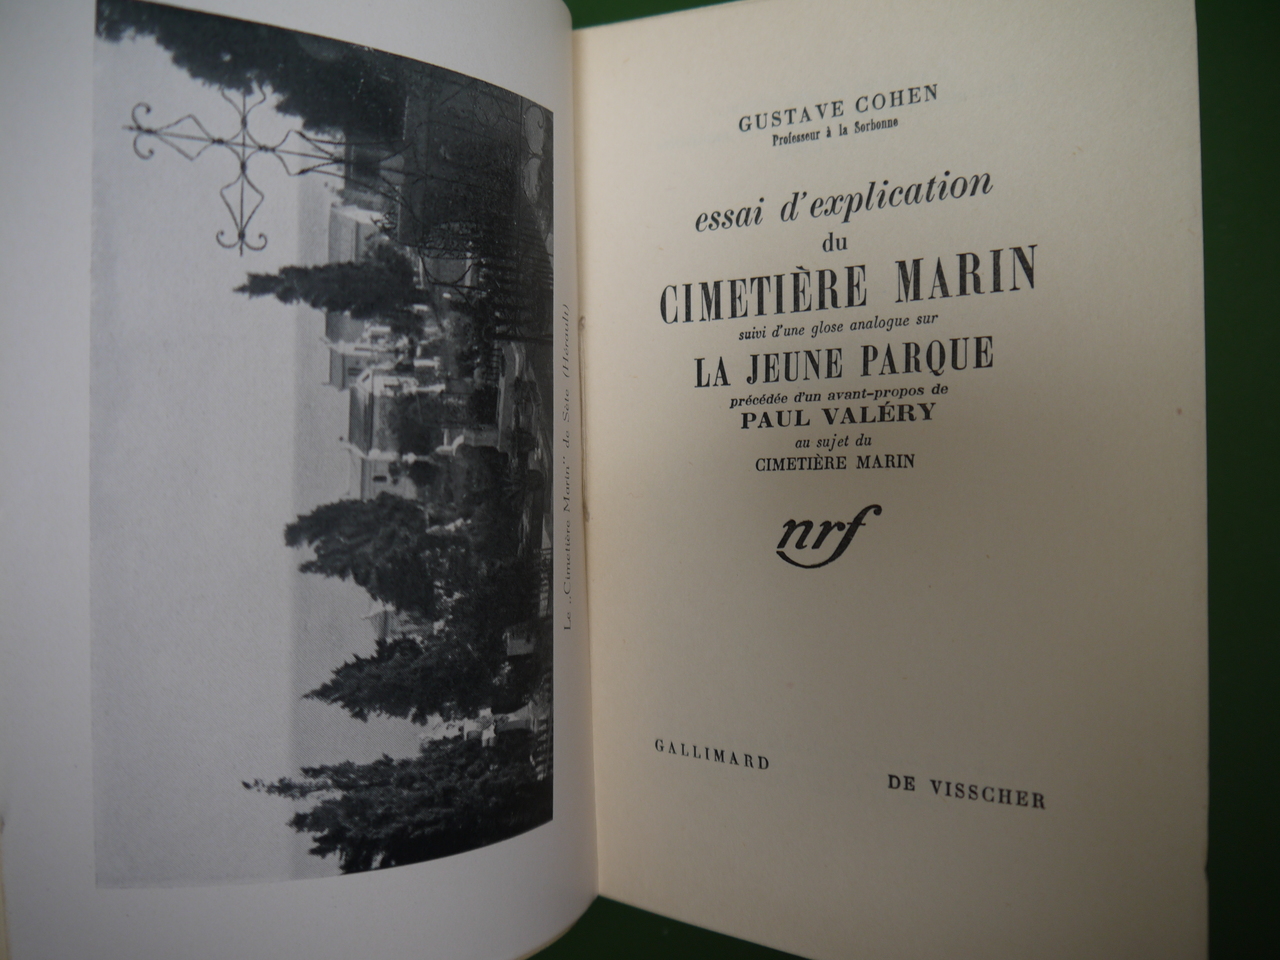 Le „Cimetière Marin" de Sète (Hérault)
GUSTAVE COHEN
Professeur à la Sorbonne
essai d'explication
du
CIMETIÈRE MARIN
suivi d'une glose analogue sur
LA JEUNE PARQUE
précédée d'un avant-propos de
PAUL VALÉRY
au sujet du
CIMETIÈRE MARIN
nrf
GALLIMARD
DE VISSCHER